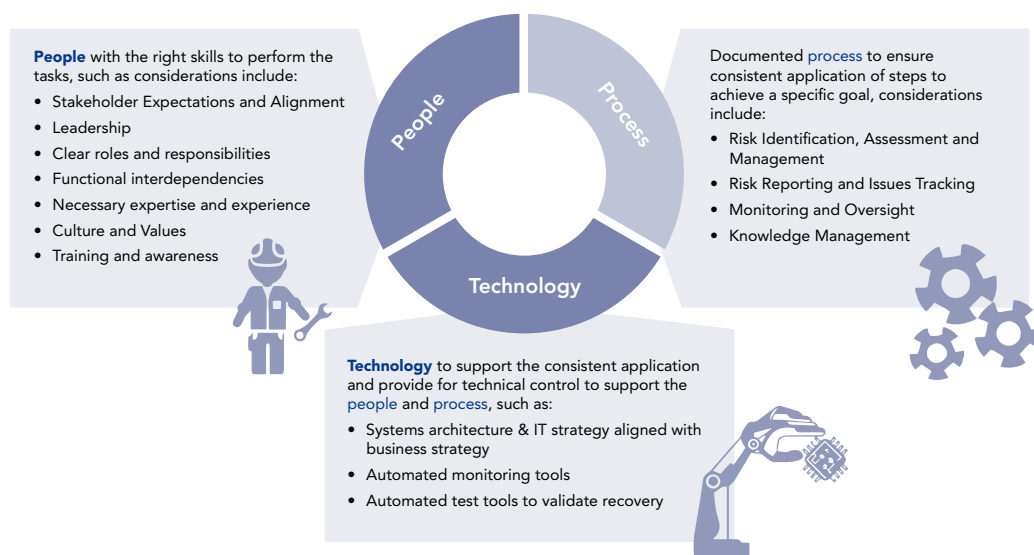 People with the right skills to perform the
tasks, such as considerations include:
• Stakeholder Expectations and Alignment
• Leadership
• Clear roles and responsibilities
• Functional interdependencies
• Necessary expertise and experience
• Culture and Values
• Training and awareness
People
Process
Technology
Documented process to ensure
consistent application of steps to
achieve a specific goal, considerations
include:
• Risk Identification, Assessment and
Management
• Risk Reporting and Issues Tracking
• Monitoring and Oversight
• Knowledge Management
Technology to support the consistent application
and provide for technical control to support the
people and process, such as:
• Systems architecture & IT strategy aligned with
business strategy
• Automated monitoring tools
• Automated test tools to validate recovery